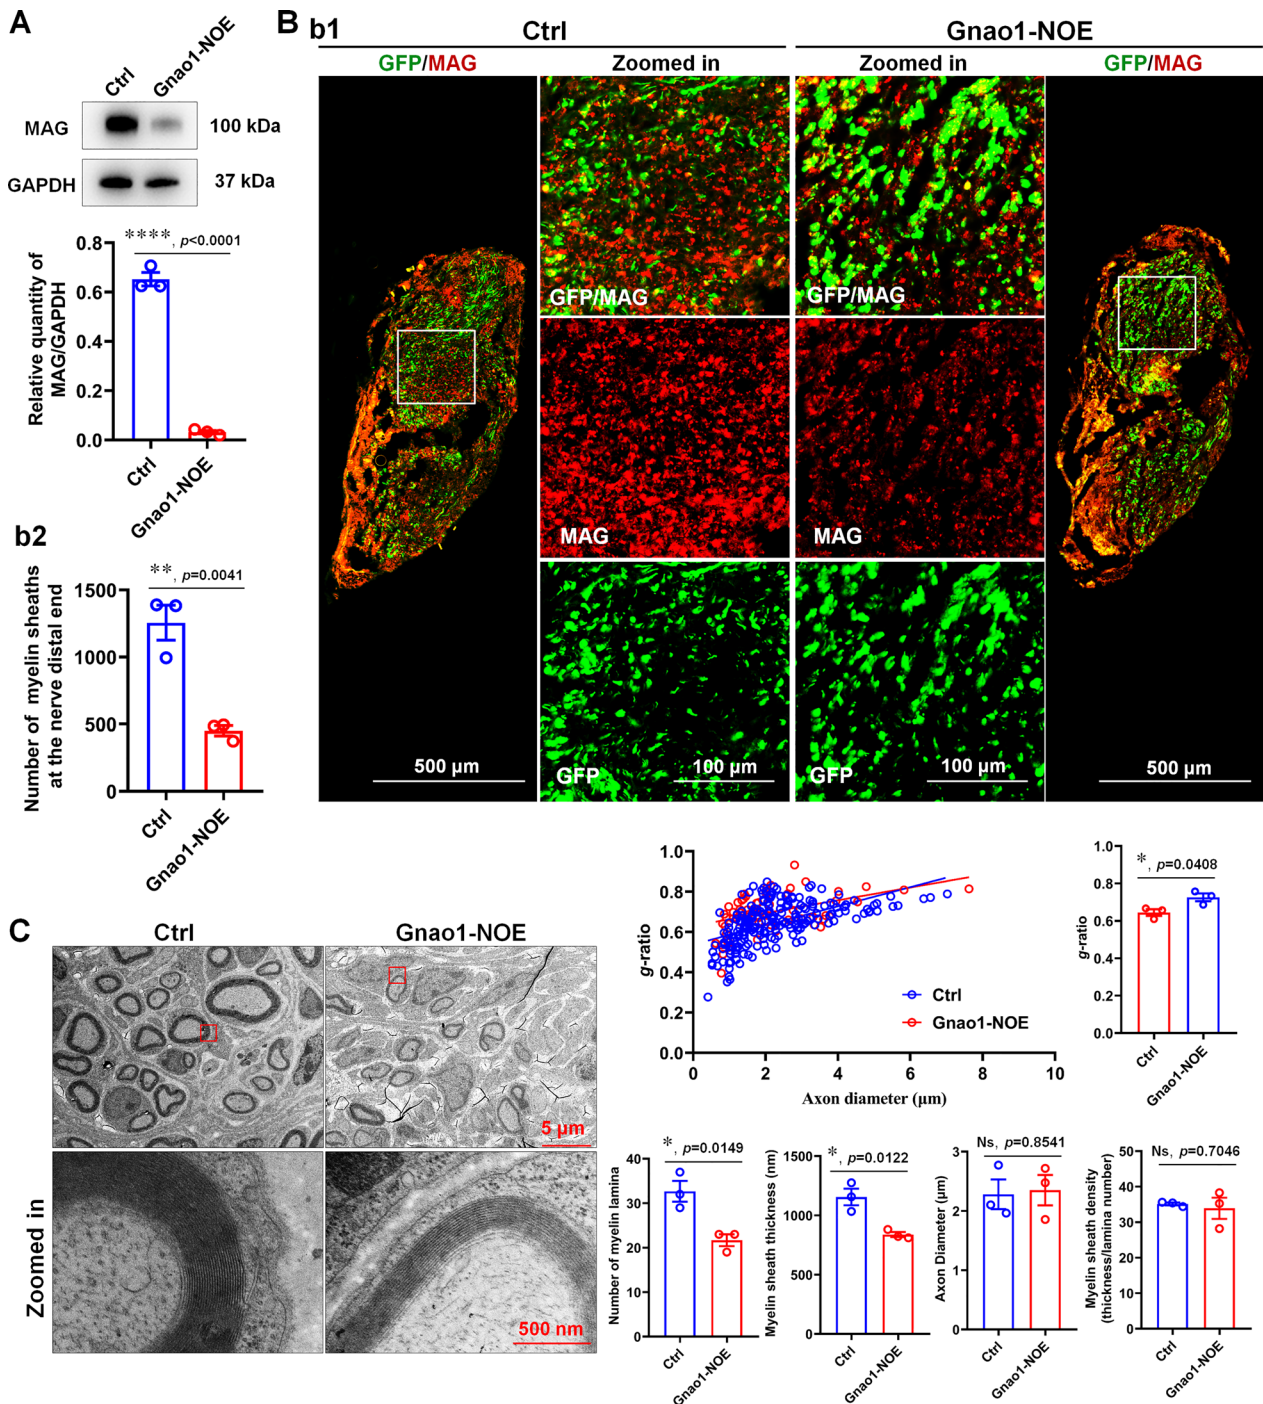 A
Ctrl
Gnao1-NOE
MAG
100 kDa
GAPDH
37 kDa
****, p<0.0001
Relative quantity of
MAG/GAPDH
0.8
0.6
0.4
0.2
0.0
Ctrl
Gnao1-NOE
b2
**, p=0.0041
Number of myelin sheaths
at the nerve distal end
1500
1000
500
0
Ctrl
Gnao1-NOE
B
b1
Ctrl
Gnao1-NOE
GFP/MAG
Zoomed in
Zoomed in
GFP/MAG
GFP/MAG
GFP/MAG
MAG
MAG
GFP
GFP
500 µm
100 µm
100 µm
500 µm
C
Ctrl
Gnao1-NOE
5 µm
Zoomed in
500 nm
g-ratio
1.0
0.8
0.6
0.4
0.2
0.0
0
2
4
6
8
10
Axon diameter (µm)
Ctrl
Gnao1-NOE
*, p=0.0408
g-ratio
1.0
0.8
0.6
0.4
0.2
0.0
Ctrl
Gnao1-NOE
*, p=0.0149
Number of myelin lamina
40
30
20
10
0
Ctrl
Gnao1-NOE
*, p=0.0122
Myelin sheath thickness (nm)
1500
1000
500
0
Ctrl
Gnao1-NOE
Ns, p=0.8541
Axon Diameter (µm)
3
2
1
0
Ctrl
Gnao1-NOE
Ns, p=0.7046
Myelin sheath density
(thickness/lamina number)
50
40
30
20
10
0
Ctrl
Gnao1-NOE